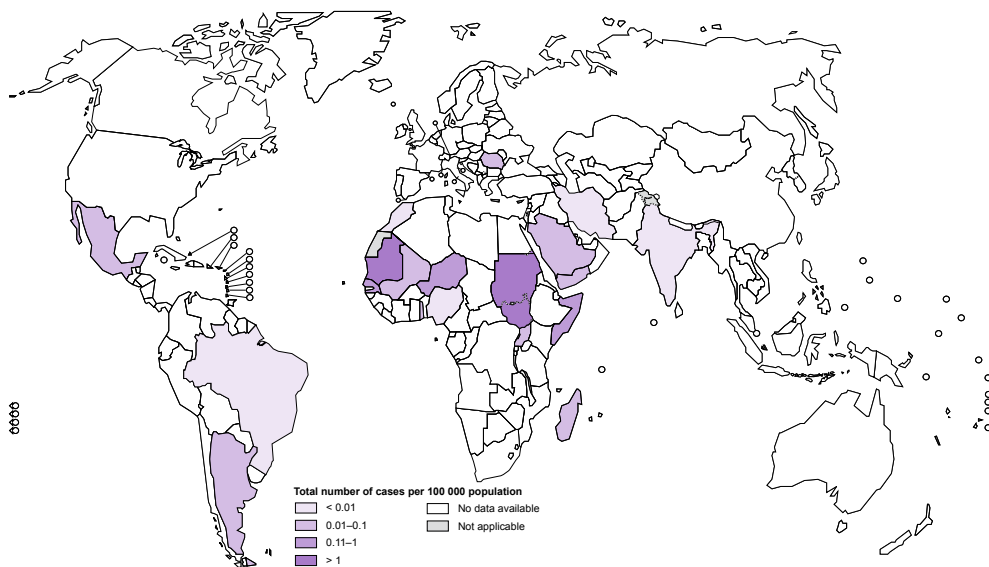 Total number of cases per 100 000 population
< 0.01
0.01–0.1
0.11–1
> 1
No data available
Not applicable